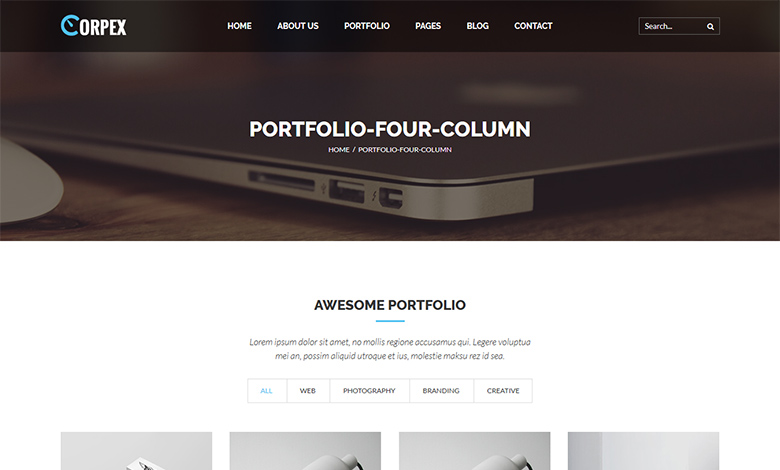 CORPEX
HOME ABOUT US PORTFOLIO PAGES BLOG CONTACT
Search...
PORTFOLIO-FOUR-COLUMN
HOME / PORTFOLIO-FOUR-COLUMN
AWESOME PORTFOLIO
Lorem ipsum dolor sit amet, no mollis regione accusamus qui. Legere voluptua
mei an, possim aliquid utroque et ius, molestie maksu rez id sea.
ALL WEB PHOTOGRAPHY BRANDING CREATIVE